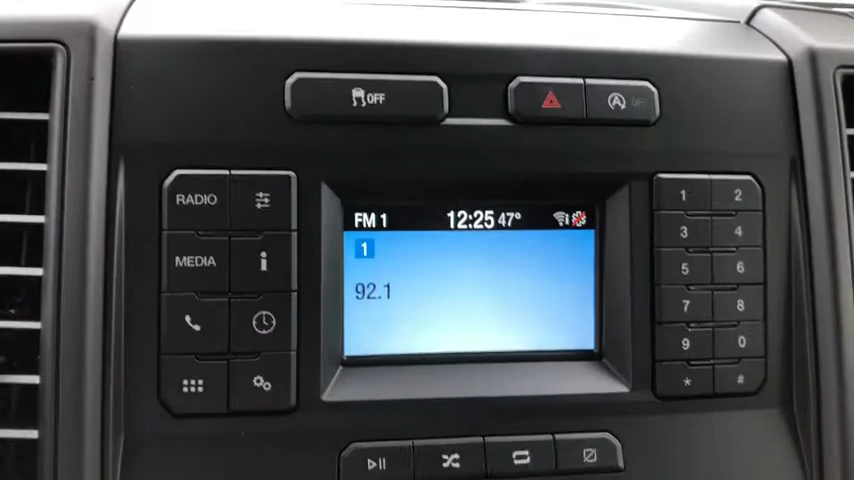 OFF
A OFF
RADIO
MEDIA
i
FM 1 12:25 47°
1
92.1
1 2
3 4
5 6
7 8
9 0
* #